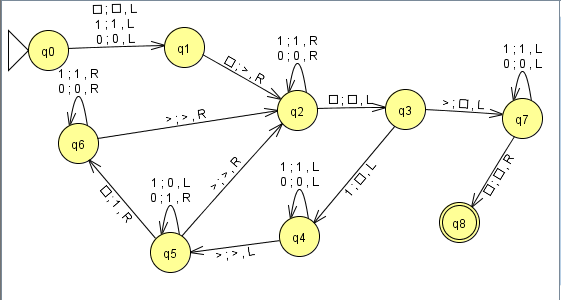 □ ; □ , L
1 ; 1 , L
0 ; 0 , L
q0
q1
□ ; > , R
1 ; 1 , R
0 ; 0 , R
q2
□ ; □ , L
q3
> ; □ , L
1 ; 1 , L
0 ; 0 , L
q7
1 ; 1 , R
0 ; 0 , R
q6
> ; > , R
□ ; 1 , R
> ; > , R
1 ; □ , L
□ ; □ , R
1 ; 0 , L
0 ; 1 , R
q5
> ; > , L
1 ; 1 , L
0 ; 0 , L
q4
q8